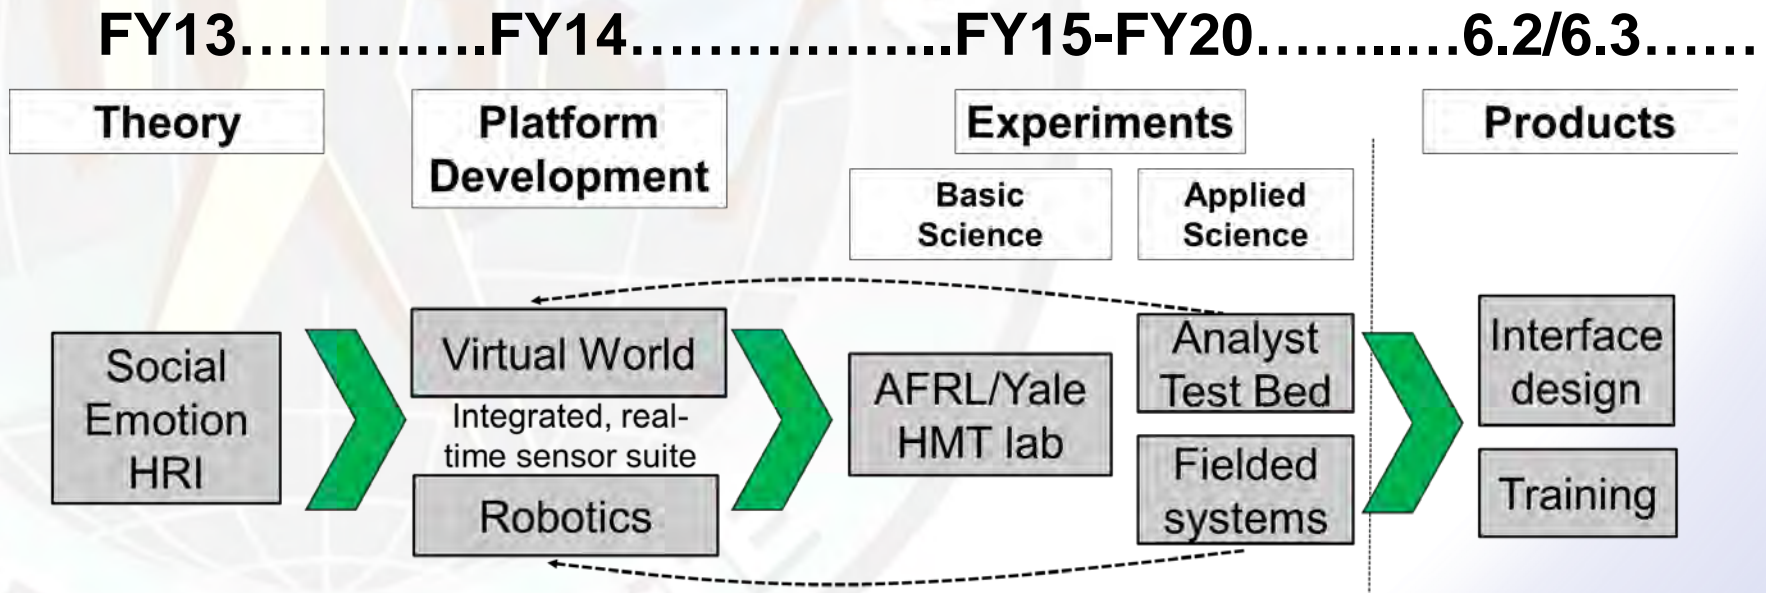 FY13.............FY14....................FY15-FY20.............6.2/6.3......
Theory
Platform
Development
Experiments
Products
Basic
Science
Applied
Science
Social
Emotion
HRI
Virtual World
Integrated, real-
time sensor suite
Robotics
AFRL/Yale
HMT lab
Analyst
Test Bed
Fielded
systems
Interface
design
Training